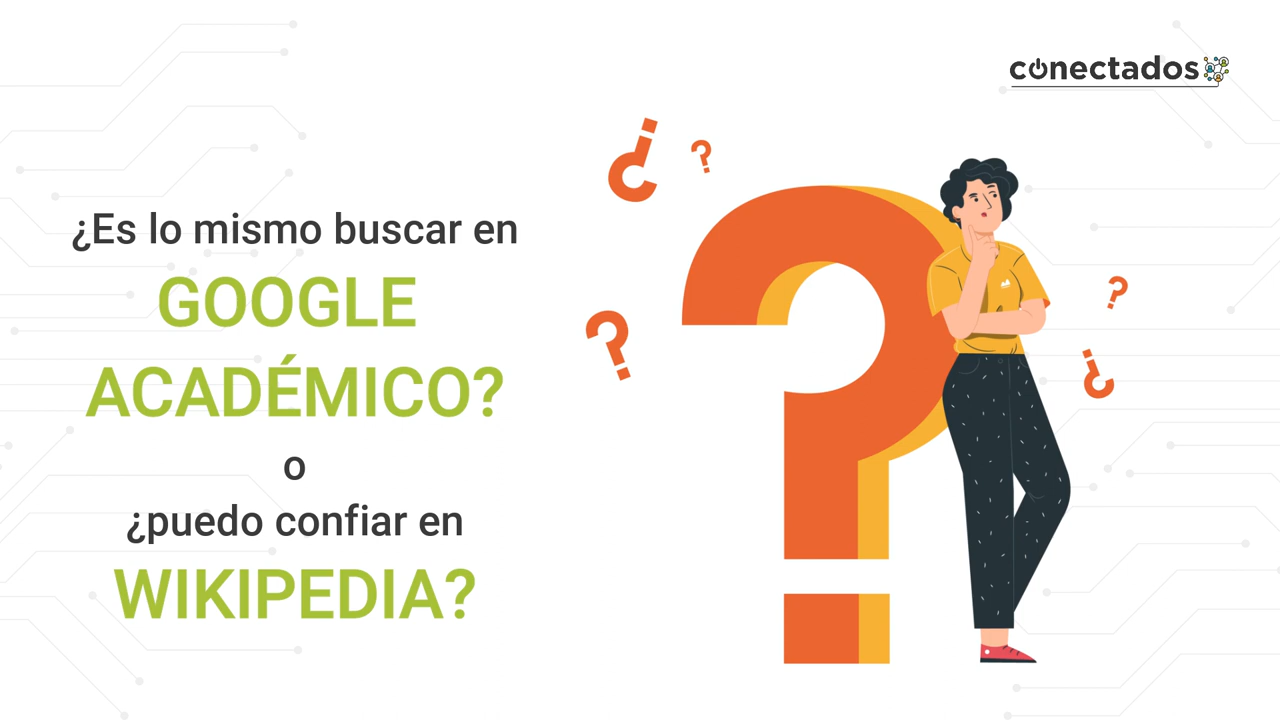 conectados
¿Es lo mismo buscar en
GOOGLE
ACADÉMICO?
o
¿puedo confiar en
WIKIPEDIA?
¿
?
?
?
¿
?